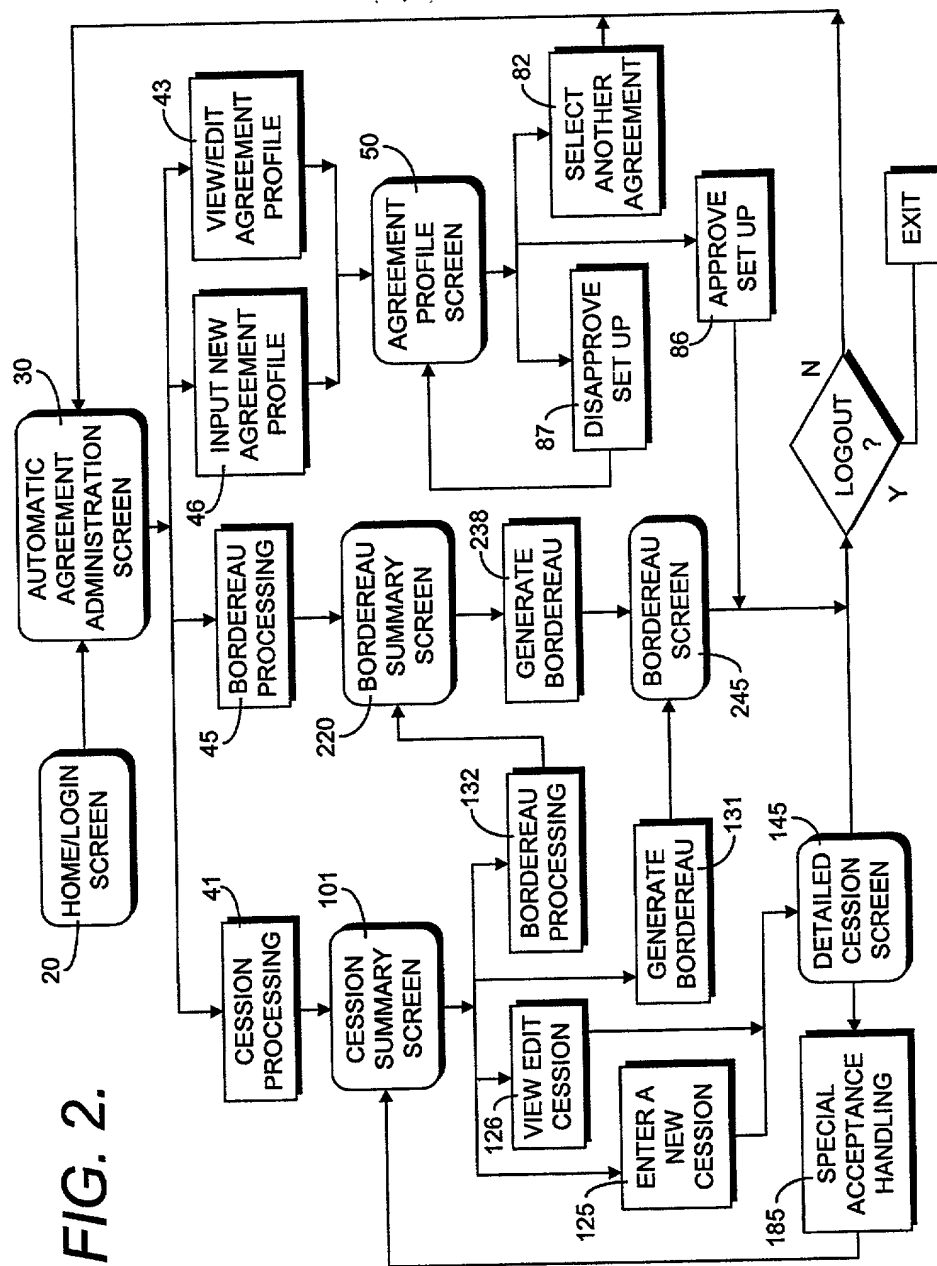 FIG. 2.
20
HOME/LOGIN
SCREEN
30
AUTOMATIC
AGREEMENT
ADMINISTRATION
SCREEN
41
CESSION
PROCESSING
45
BORDEREAU
PROCESSING
46
INPUT NEW
AGREEMENT
PROFILE
43
VIEW/EDIT
AGREEMENT
PROFILE
101
CESSION
SUMMARY
SCREEN
220
BORDEREAU
SUMMARY
SCREEN
50
AGREEMENT
PROFILE
SCREEN
126
VIEW EDIT
CESSION
132
BORDEREAU
PROCESSING
238
GENERATE
BORDEREAU
87
DISAPPROVE
SET UP
82
SELECT
ANOTHER
AGREEMENT
125
ENTER A
NEW
CESSION
131
GENERATE
BORDEREAU
245
BORDEREAU
SCREEN
86
APPROVE
SET UP
185
SPECIAL
ACCEPTANCE
HANDLING
145
DETAILED
CESSION
SCREEN
LOGOUT
?
N
Y
EXIT